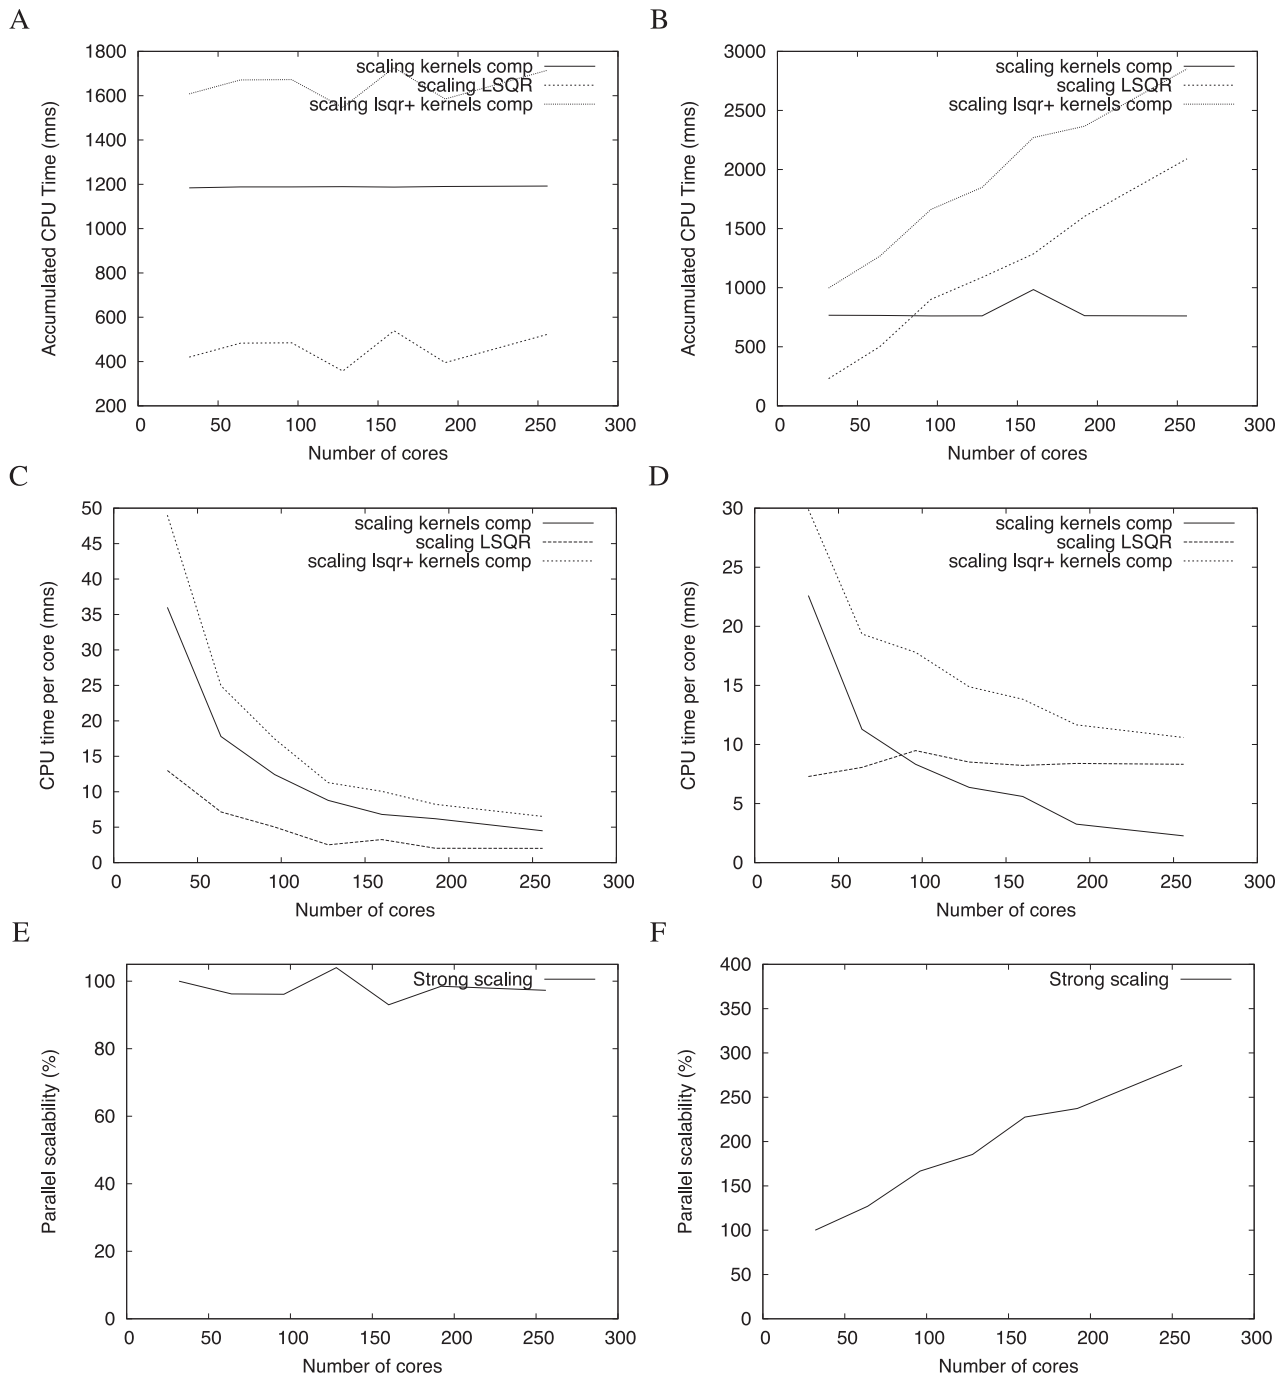 A
1800
1600
1400
1200
1000
800
600
400
200
0
50
100
150
200
250
300
Accumulated CPU Time (mns)
Number of cores
scaling kernels comp
scaling LSQR
scaling lsqr+ kernels comp
B
3000
2500
2000
1500
1000
500
0
0
50
100
150
200
250
300
Accumulated CPU Time (mns)
Number of cores
scaling kernels comp
scaling LSQR
scaling lsqr+ kernels comp
C
50
45
40
35
30
25
20
15
10
5
0
0
50
100
150
200
250
300
CPU time per core (mns)
Number of cores
scaling kernels comp
scaling LSQR
scaling lsqr+ kernels comp
D
30
25
20
15
10
5
0
0
50
100
150
200
250
300
CPU time per core (mns)
Number of cores
scaling kernels comp
scaling LSQR
scaling lsqr+ kernels comp
E
100
80
60
40
20
0
0
50
100
150
200
250
300
Parallel scalability (%)
Number of cores
Strong scaling
F
400
350
300
250
200
150
100
50
0
0
50
100
150
200
250
300
Parallel scalability (%)
Number of cores
Strong scaling